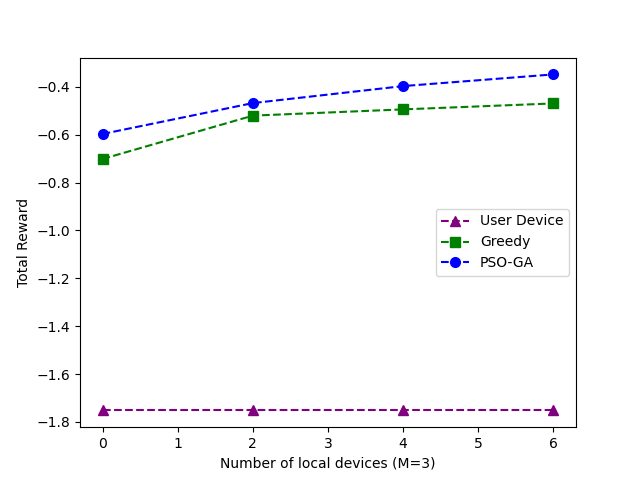 Total Reward
−0.4
−0.6
−0.8
−1.0
−1.2
−1.4
−1.6
−1.8
User Device
Greedy
PSO-GA
0 1 2 3 4 5 6
Number of local devices (M=3)